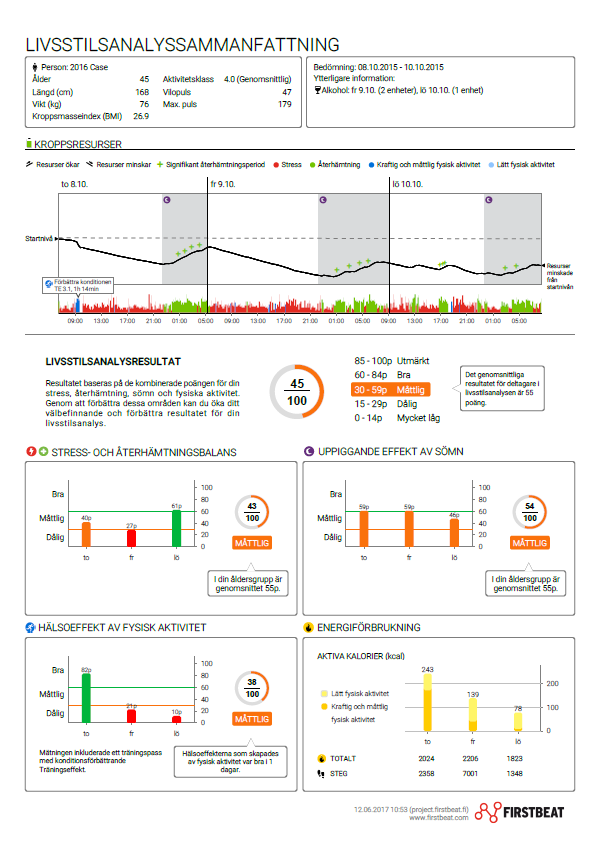 LIVSSTILSANALYSSAMMANFATTNING
Person: 2016 Case
Ålder 45 Aktivitetsklass 4.0 (Genomsnittlig)
Längd (cm) 168 Vilopuls 47
Vikt (kg) 76 Max. puls 179
Kroppsmasseindex (BMI) 26.9
Bedömning: 08.10.2015 - 10.10.2015
Ytterligare information:
Alkohol: fr 9.10. (2 enheter), lö 10.10. (1 enhet)
KROPPSRESURSER
Resurser ökar Resurser minskar Signifikant återhämtningsperiod Stress Återhämtning Kraftig och måttlig fysisk aktivitet Lätt fysisk aktivitet
to 8.10. fr 9.10. lö 10.10.
Startnivå
Resurser
minskade
från
startnivån
Förbättra konditionen
TE 3.1, 1h 14min
09:00 13:00 17:00 21:00 01:00 05:00 09:00 13:00 17:00 21:00 01:00 05:00 09:00 13:00 17:00 21:00 01:00 05:00
LIVSSTILSANALYSRESULTAT
Resultatet baseras på de kombinerade poängen för din
stress, återhämtning, sömn och fysiska aktivitet.
Genom att förbättra dessa områden kan du öka ditt
välbefinnande och förbättra resultatet för din
livsstilsanalys.
45
100
85 - 100p Utmärkt
60 - 84p Bra
30 - 59p Måttlig
15 - 29p Dålig
0 - 14p Mycket låg
Det genomsnittliga
resultatet för deltagare i
livsstilsanalysen är 55
poäng.
STRESS- OCH ÅTERHÄMTNINGSBALANS
Bra
Måttlig
Dålig
40p 27p 61p
100
80
60
40
20
0
to fr lö
43
100
MÅTTLIG
I din åldersgrupp är
genomsnittet 55p.
UPPIGGANDE EFFEKT AV SÖMN
Bra
Måttlig
Dålig
59p 59p 46p
100
80
60
40
20
0
to fr lö
54
100
MÅTTLIG
I din åldersgrupp är
genomsnittet 55p.
HÄLSOEFFEKT AV FYSISK AKTIVITET
Bra
Måttlig
Dålig
82p 21p 10p
100
80
60
40
20
0
to fr lö
38
100
MÅTTLIG
Mätningen inkluderade ett träningspass
med konditionsförbättrande
Träningseffekt.
Hälsoeffekterna som skapades
av fysisk aktivitet var bra i 1
dagar.
ENERGIFÖRBRUKNING
AKTIVA KALORIER (kcal)
Lätt fysisk aktivitet
Kraftig och måttlig
fysisk aktivitet
243 139 78
200
100
0
to fr lö
TOTALT 2024 2206 1823
STEG 2358 7001 1348
12.06.2017 10:53 (project.firstbeat.fi)
www.firstbeat.com
FIRSTBEAT